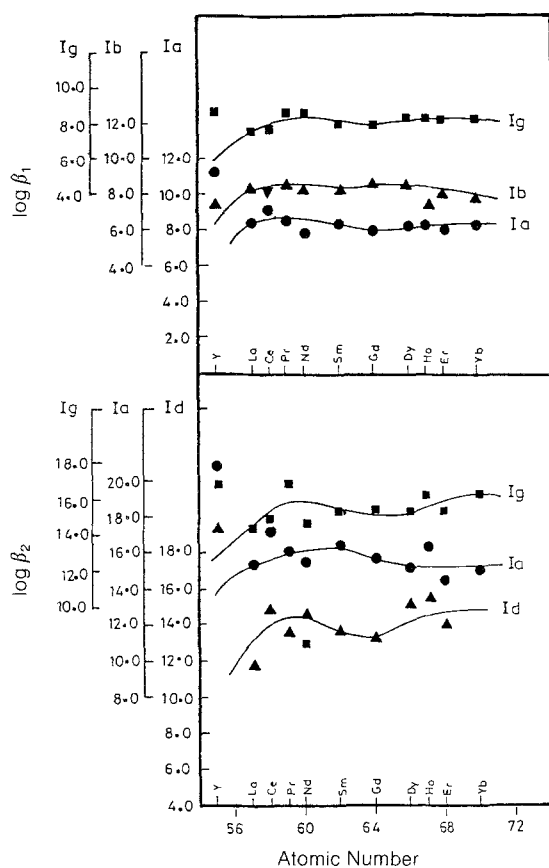 Ig Ib Ia
10.0
8.0
6.0
4.0
12.0
10.0
8.0
6.0
4.0
12.0
10.0
8.0
6.0
4.0
2.0
log β₁
Ig
Ib
Ia
Y La Ce Pr Nd Sm Gd Dy Ho Er Yb
Ig Ia Id
18.0
16.0
14.0
12.0
10.0
20.0
18.0
16.0
14.0
12.0
10.0
8.0
18.0
16.0
14.0
12.0
10.0
8.0
6.0
4.0
log β₂
Ig
Ia
Id
Y La Ce Pr Nd Sm Gd Dy Ho Er Yb
56 60 64 68 72
Atomic Number